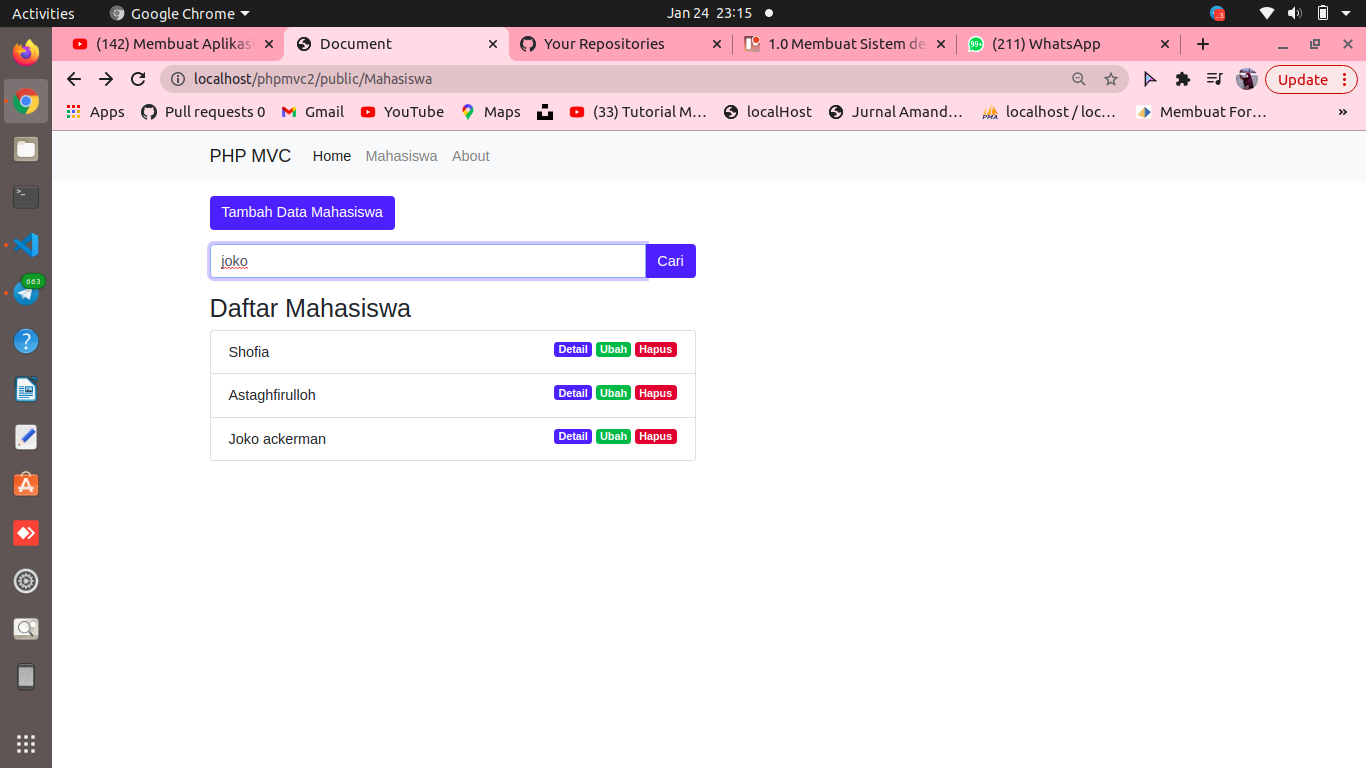 Activities Google Chrome Jan 24 23:15
(142) Membuat Aplikasi Document Your Repositories 1.0 Membuat Sistem de (211) WhatsApp
localhost/phpmvc2/public/Mahasiswa Update
Apps Pull requests 0 Gmail YouTube Maps (33) Tutorial M... localHost Jurnal Amand... PMA localhost / loc... Membuat For... »
PHP MVC Home Mahasiswa About
Tambah Data Mahasiswa
joko Cari
663
Daftar Mahasiswa
Shofia Detail Ubah Hapus
Astaghfirulloh Detail Ubah Hapus
Joko ackerman Detail Ubah Hapus